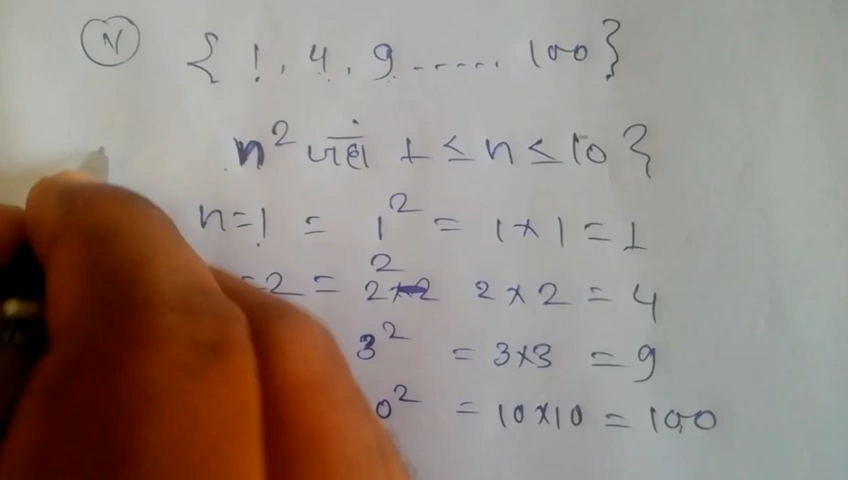 (V) { 1, 4, 9 ...... 100}
n² एवं 1 ≤ n ≤ 10 }
n=1 = 1² = 1×1 = 1
=2 = 2² 2×2 = 4
3² = 3×3 = 9
0² = 10×10 = 100